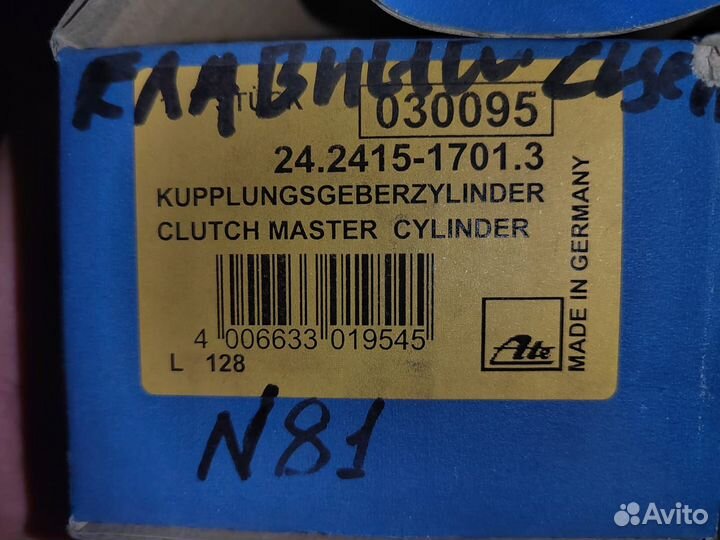 ГЛАВНЫЙ сцеп
STÜCK 030095
24.2415-1701.3
KUPPLUNGSGEBERZYLINDER
CLUTCH MASTER CYLINDER
4 006633 019545
L 128
Ate
MADE IN GERMANY
N81
Avito